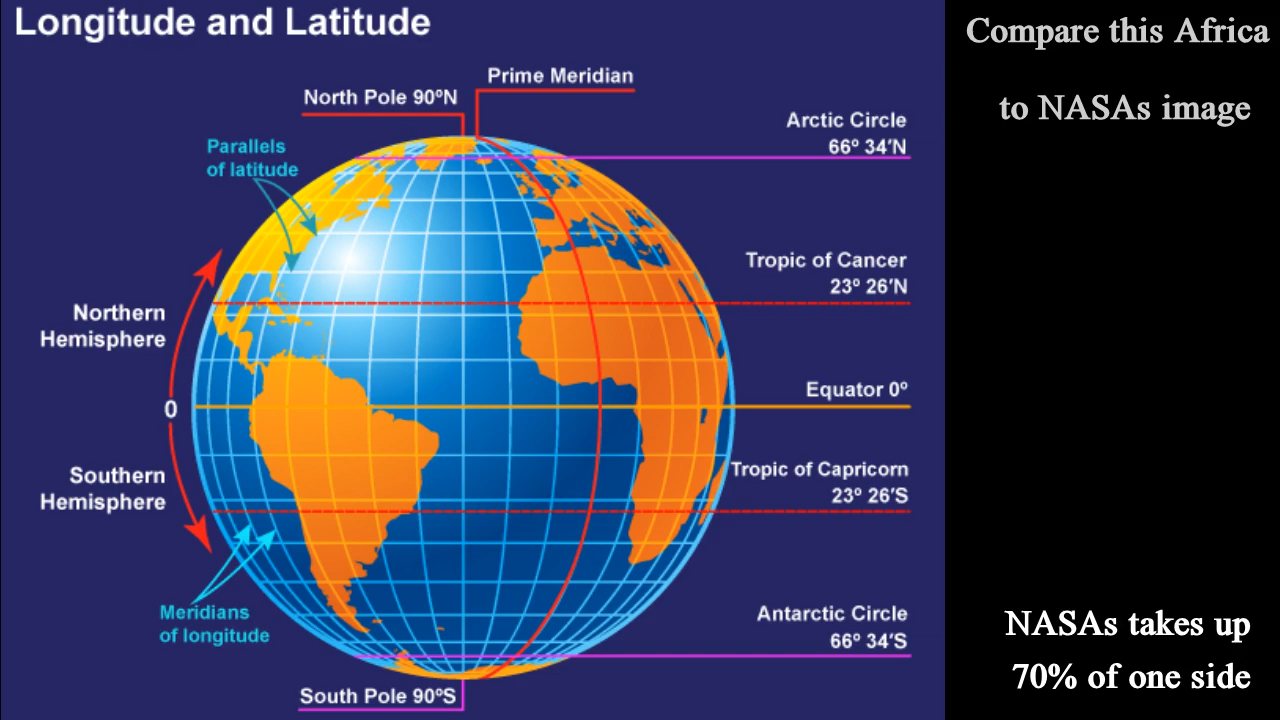 Longitude and Latitude
Compare this Africa
to NASAs image
Prime Meridian
North Pole 90ºN
Arctic Circle
66º 34'N
Parallels
of latitude
Tropic of Cancer
23º 26'N
Northern
Hemisphere
Equator 0º
0
Southern
Hemisphere
Tropic of Capricorn
23º 26'S
Meridians
of longitude
Antarctic Circle
66º 34'S
South Pole 90ºS
NASAs takes up
70% of one side